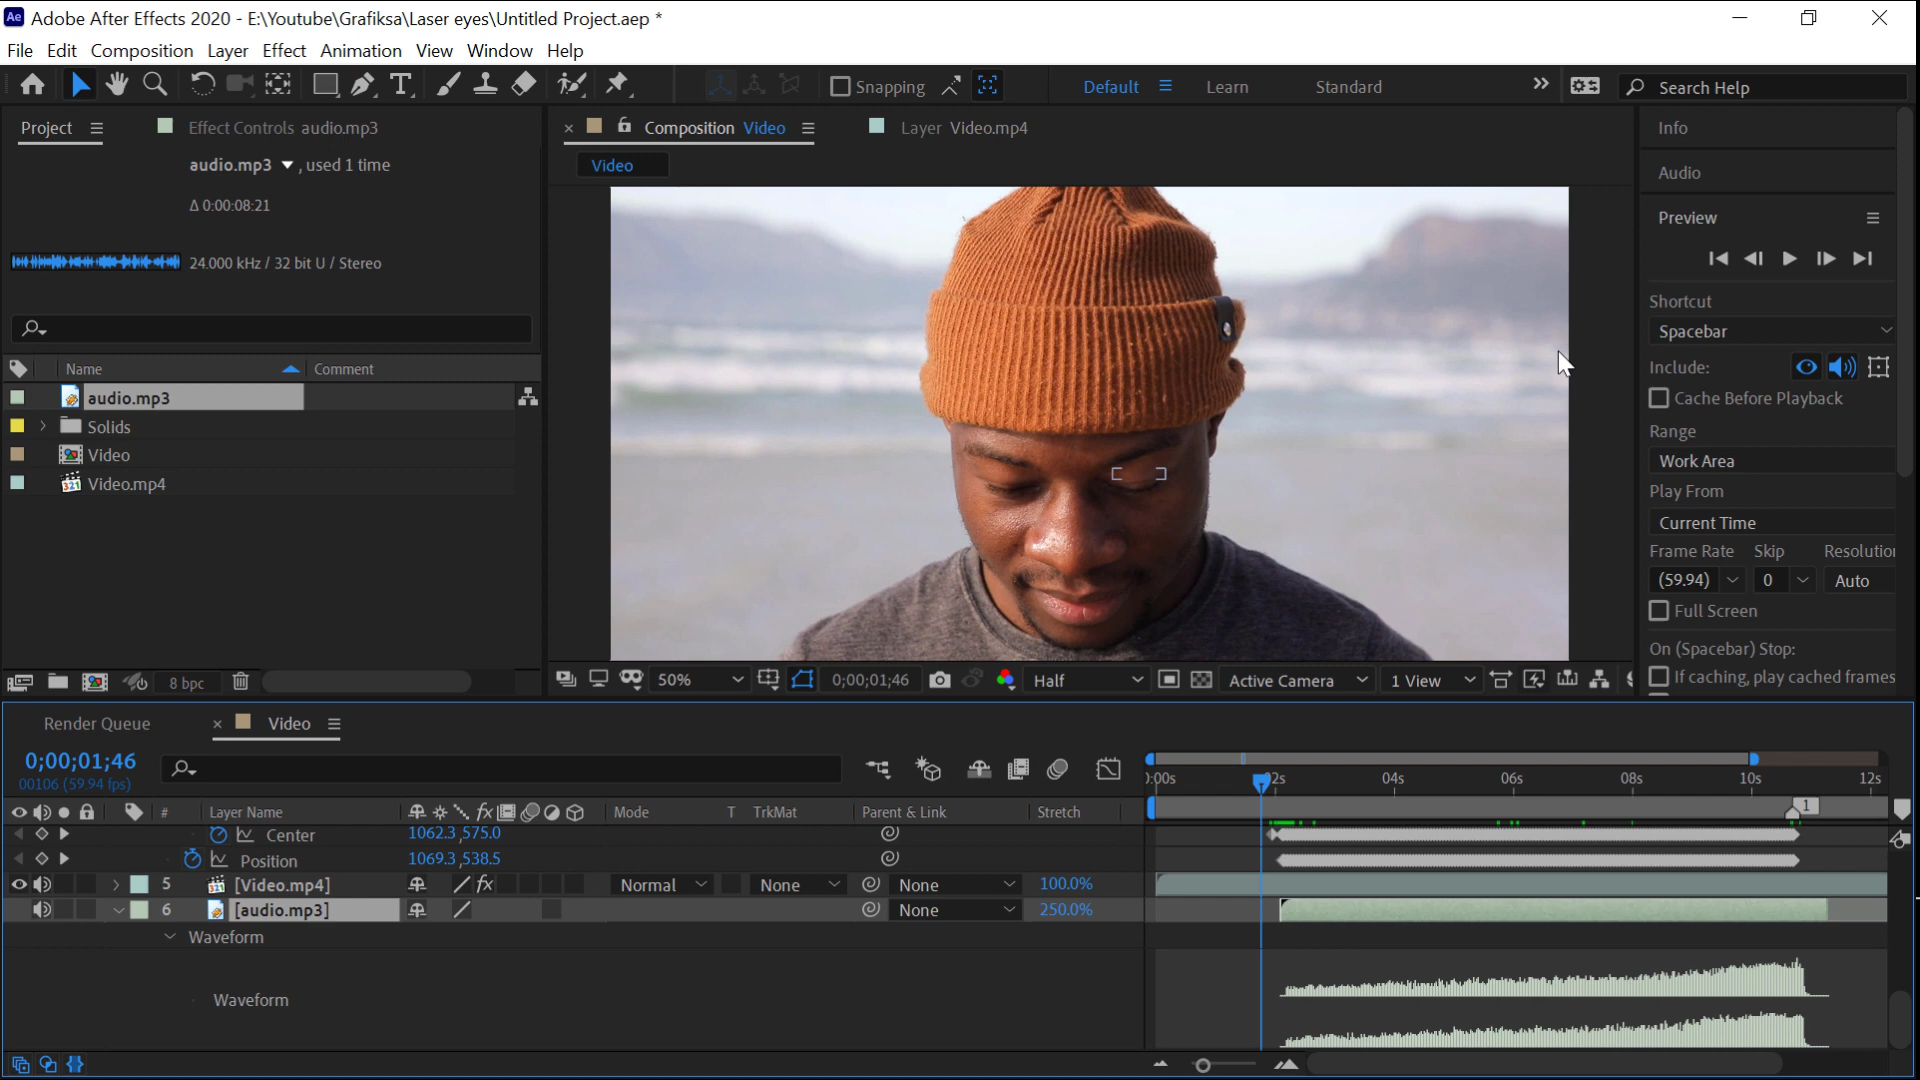 Ae Adobe After Effects 2020 - E:\Youtube\Grafiksa\Laser eyes\Untitled Project.aep *
File Edit Composition Layer Effect Animation View Window Help
T Snapping Default Learn Standard Search Help
Project Effect Controls audio.mp3
audio.mp3 , used 1 time
Δ 0:00:08:21
24.000 kHz / 32 bit U / Stereo
Name Comment
audio.mp3
Solids
Video
Video.mp4
8 bpc
Composition Video Layer Video.mp4
Video
50% 0;00;01;46 Half Active Camera 1 View
Info
Audio
Preview
Shortcut
Spacebar
Include:
Cache Before Playback
Range
Work Area
Play From
Current Time
Frame Rate Skip Resolution
(59.94) 0 Auto
Full Screen
On (Spacebar) Stop:
If caching, play cached frames
Render Queue Video
0;00;01;46
00106 (59.94 fps)
# Layer Name fx Mode T TrkMat Parent & Link Stretch
02s 04s 06s 08s 10s 12s
1
Center 1062.3,575.0
Position 1069.3,538.5
5 [Video.mp4] fx Normal None None 100.0%
6 [audio.mp3] None 250.0%
Waveform
Waveform